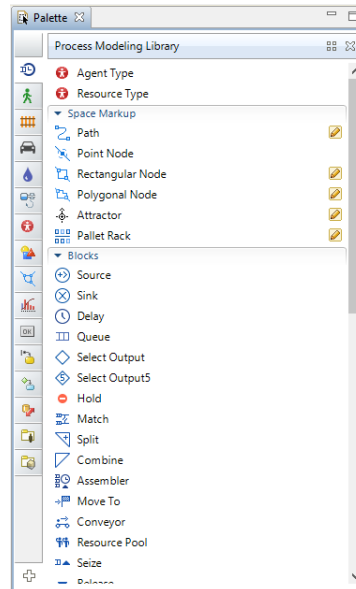 Palette
Process Modeling Library
Agent Type
Resource Type
Space Markup
Path
Point Node
Rectangular Node
Polygonal Node
Attractor
Pallet Rack
Blocks
Source
Sink
Delay
Queue
Select Output
Select Output5
Hold
Match
Split
Combine
Assembler
Move To
Conveyor
Resource Pool
Seize
Release
OK